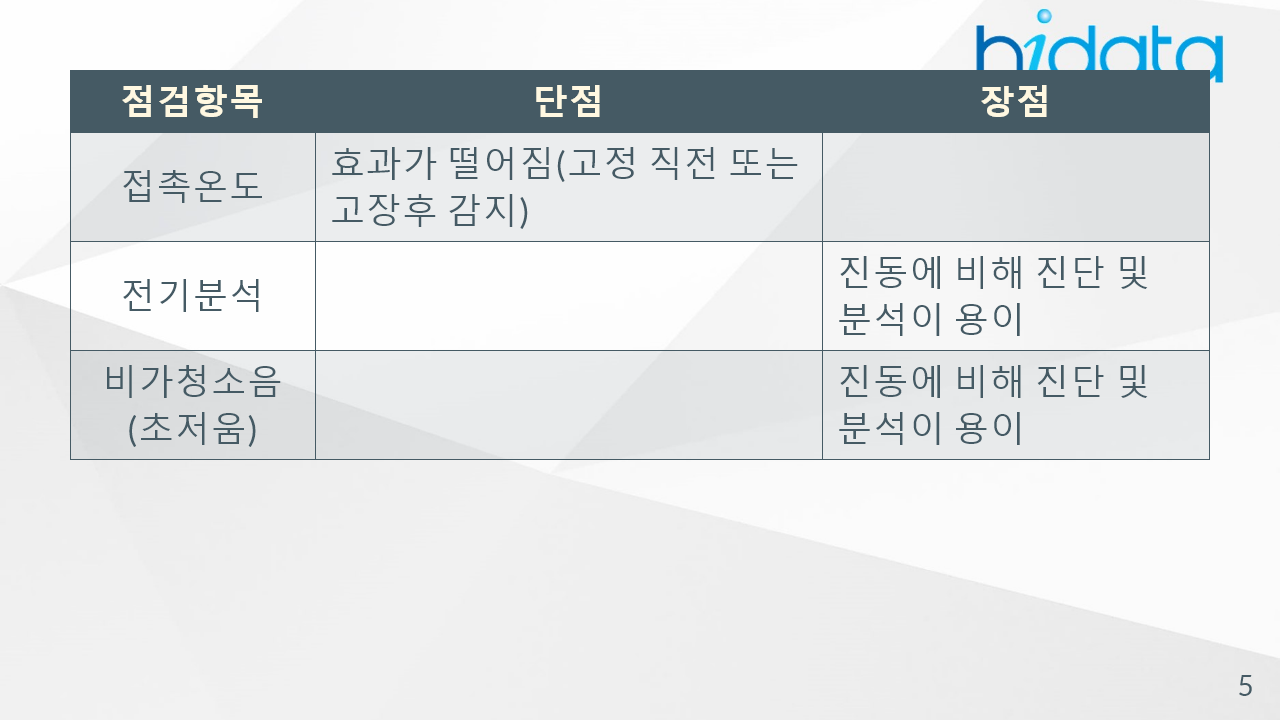 hidata
점검항목 단점 장점
접촉온도 효과가 떨어짐(고정 직전 또는
고장후 감지)
전기분석 진동에 비해 진단 및
분석이 용이
비가청소음 진동에 비해 진단 및
(초저움) 분석이 용이
5